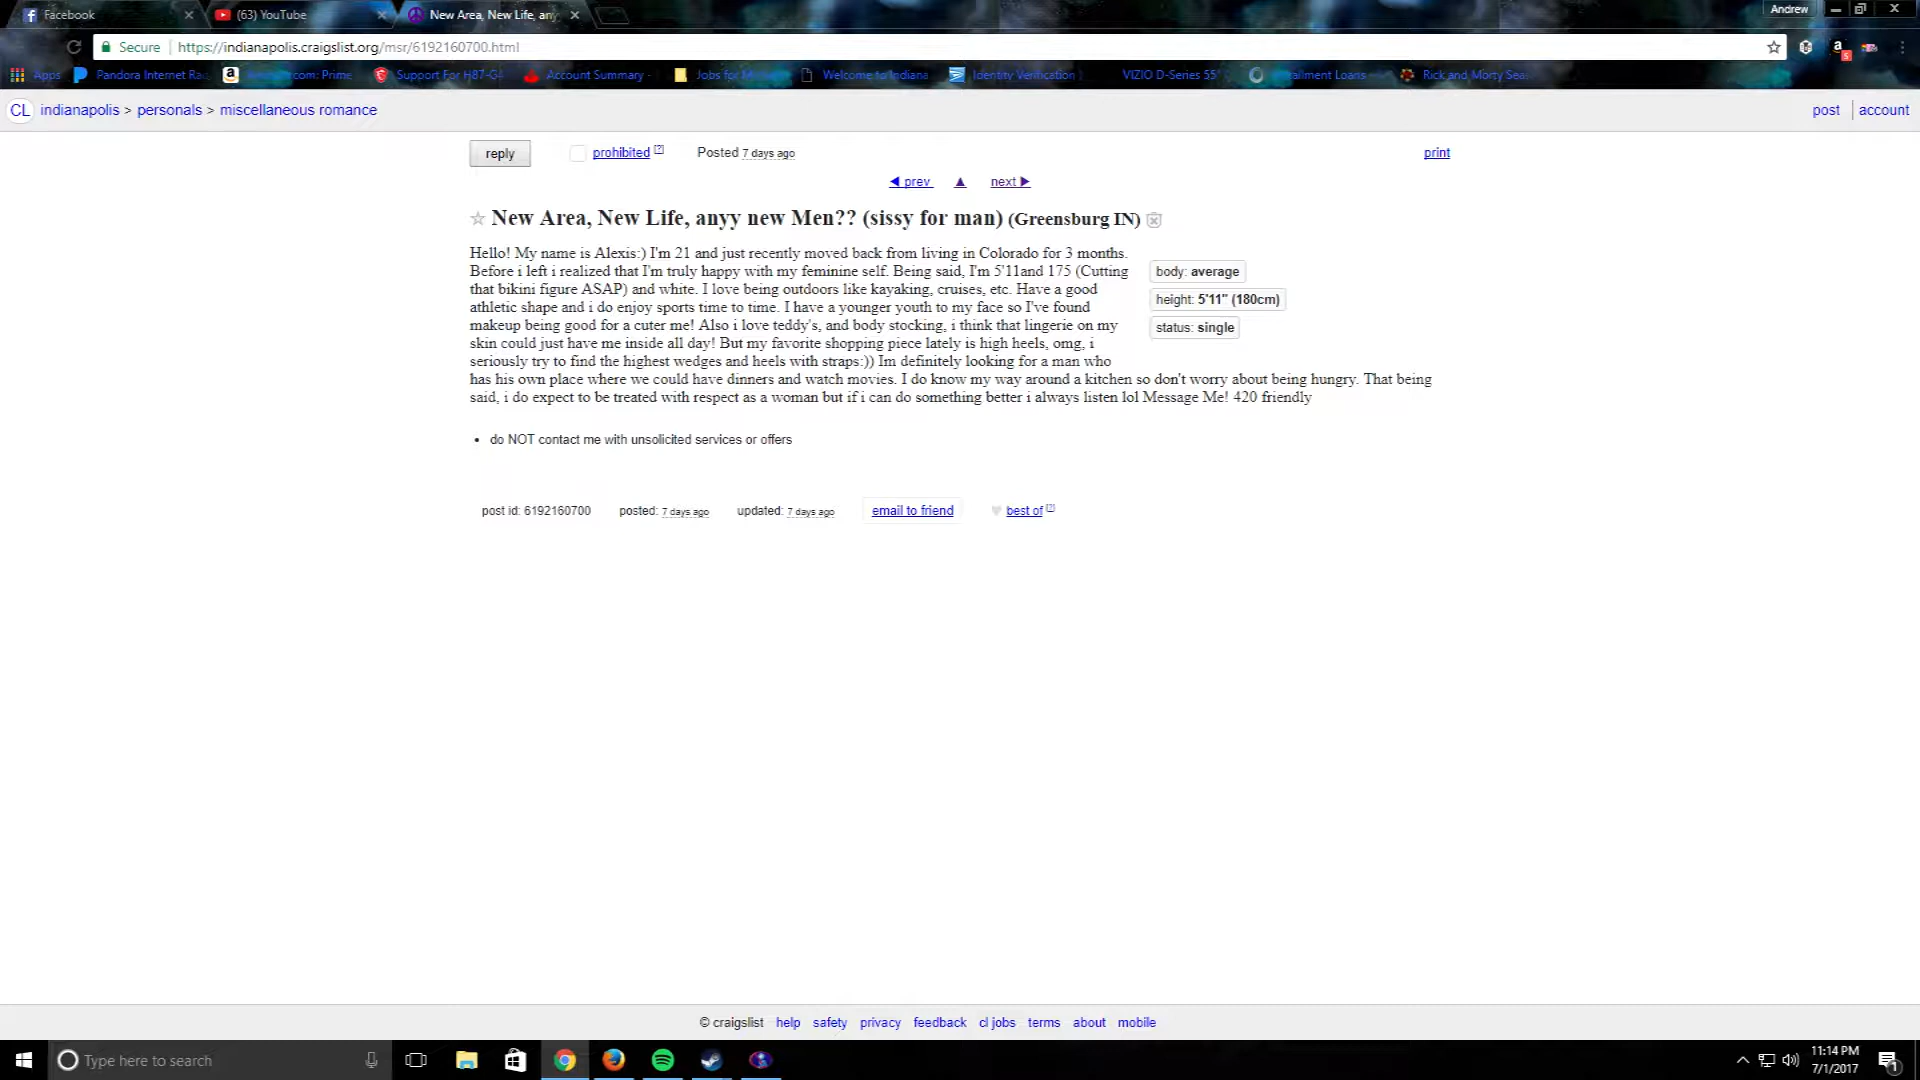 Facebook
(63) YouTube
New Area, New Life, any
Andrew
Secure
https://indianapolis.craigslist.org/msr/6192160700.html
Apps
Pandora Internet Ra
.com: Prime
Support For H87-G4
Account Summary -
Jobs for M
Welcome to Indiana
Identity Verification
VIZIO D-Series 55"
Installment Loans
Rick and Morty Sea
CL indianapolis > personals > miscellaneous romance
post account
reply
prohibited [?]
Posted 7 days ago
print
◀ prev ▲ next ▶
☆ New Area, New Life, anyy new Men?? (sissy for man) (Greensburg IN)
Hello! My name is Alexis:) I'm 21 and just recently moved back from living in Colorado for 3 months.
Before i left i realized that I'm truly happy with my feminine self. Being said, I'm 5'11and 175 (Cutting
that bikini figure ASAP) and white. I love being outdoors like kayaking, cruises, etc. Have a good
athletic shape and i do enjoy sports time to time. I have a younger youth to my face so I've found
makeup being good for a cuter me! Also i love teddy's, and body stocking, i think that lingerie on my
skin could just have me inside all day! But my favorite shopping piece lately is high heels, omg, i
seriously try to find the highest wedges and heels with straps:)) Im definitely looking for a man who
has his own place where we could have dinners and watch movies. I do know my way around a kitchen so don't worry about being hungry. That being
said, i do expect to be treated with respect as a woman but if i can do something better i always listen lol Message Me! 420 friendly
body: average
height: 5'11" (180cm)
status: single
• do NOT contact me with unsolicited services or offers
post id: 6192160700
posted: 7 days ago
updated: 7 days ago
email to friend
♥ best of [?]
© craigslist help safety privacy feedback cl jobs terms about mobile
Type here to search
11:14 PM
7/1/2017